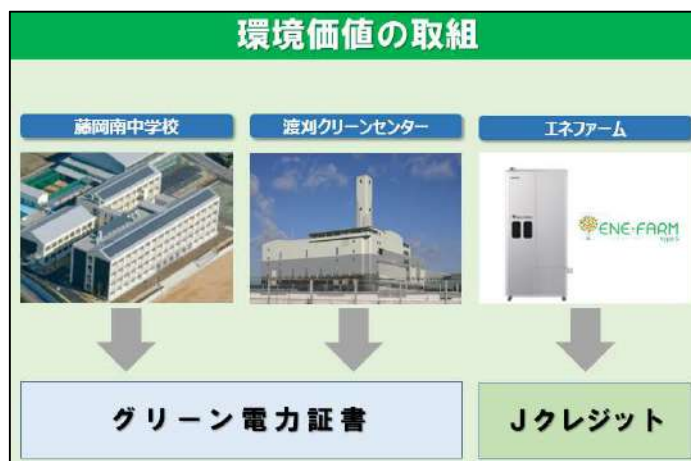 環境価値の取組
藤岡南中学校
渡刈クリーンセンター
エネファーム
ENE・FARM
type S
グリーン電力証書
Jクレジット